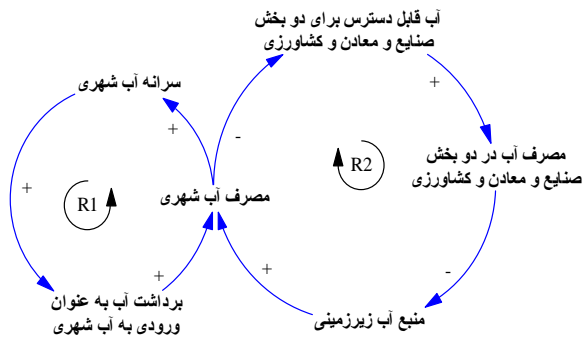 آب قابل دسترس برای دو بخش
صنایع و معادن و کشاورزی
سرانه آب شهری
+
+
-
+
مصرف آب در دو بخش
صنایع و معادن و کشاورزی
R2
R1
مصرف آب شهری
+
+
+
-
برداشت آب به عنوان
ورودی به آب شهری
منبع آب زیرزمینی